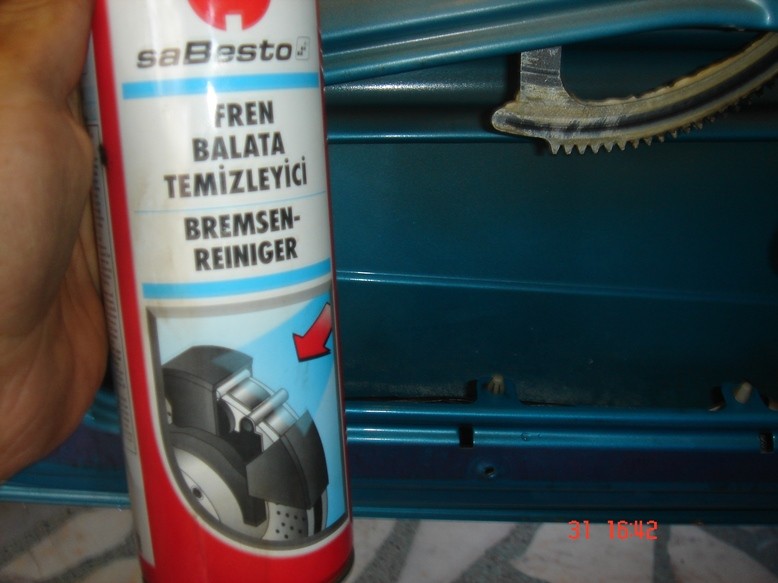 saBesto
FREN
BALATA
TEMİZLEYİCİ
BREMSEN-
REINIGER
31 16:42